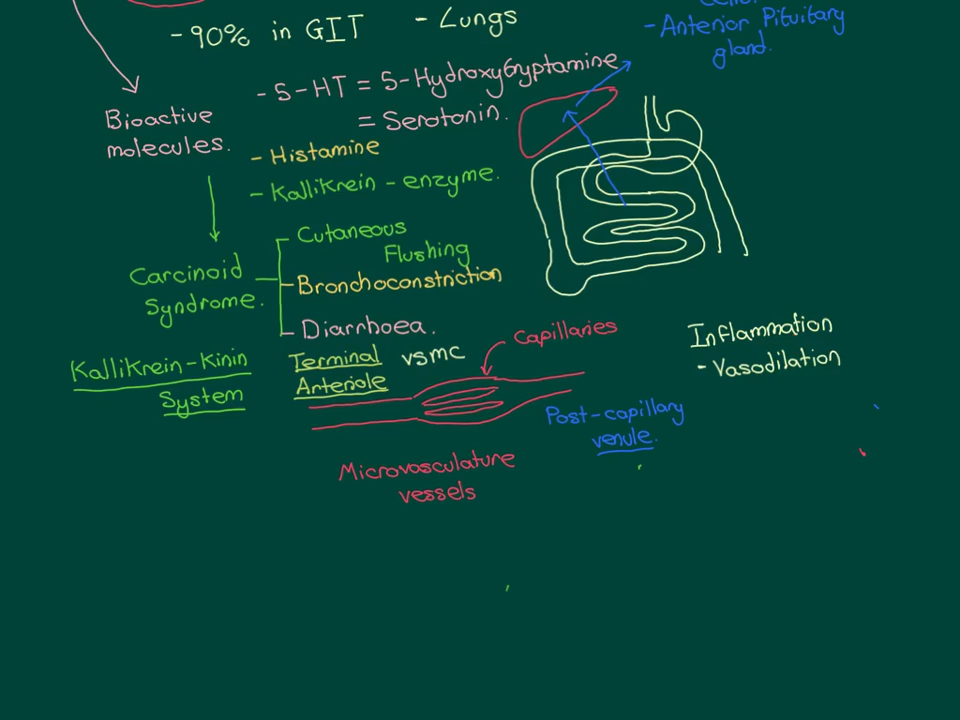 - 90% in GIT - Lungs
- Anterior Pituitary
gland.
- 5-HT = 5-Hydroxytryptamine
= Serotonin.
Bioactive
molecules.
- Histamine
- Kallikrein - enzyme.
Cutaneous
Flushing
Carcinoid
Syndrome.
Bronchoconstriction
Diarrhoea.
Capillaries
Inflammation
- Vasodilation
Kallikrein-Kinin
System
Terminal vsmc
Arteriole
Post-capillary
venule.
Microvasculature
vessels